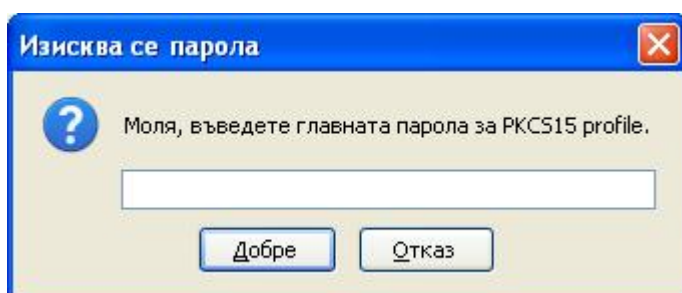 Изисква се парола
Моля, въведете главната парола за PKCS15 profile.
Добре
Отказ